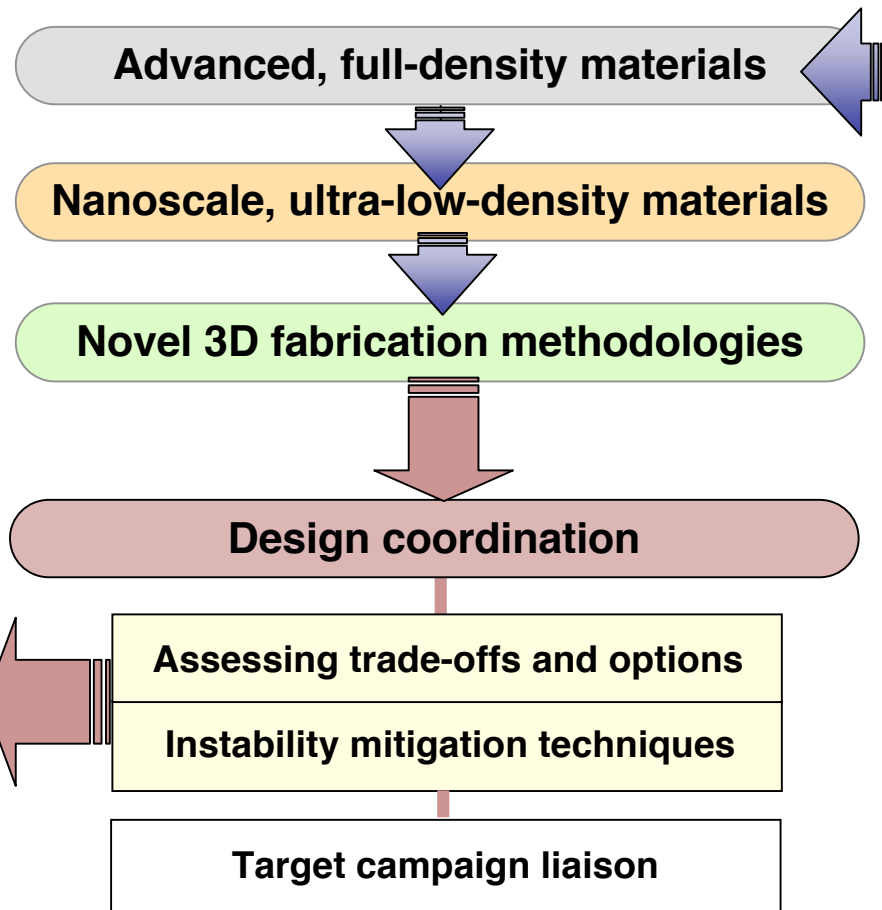 Advanced, full-density materials
Nanoscale, ultra-low-density materials
Novel 3D fabrication methodologies
Design coordination
Assessing trade-offs and options
Instability mitigation techniques
Target campaign liaison